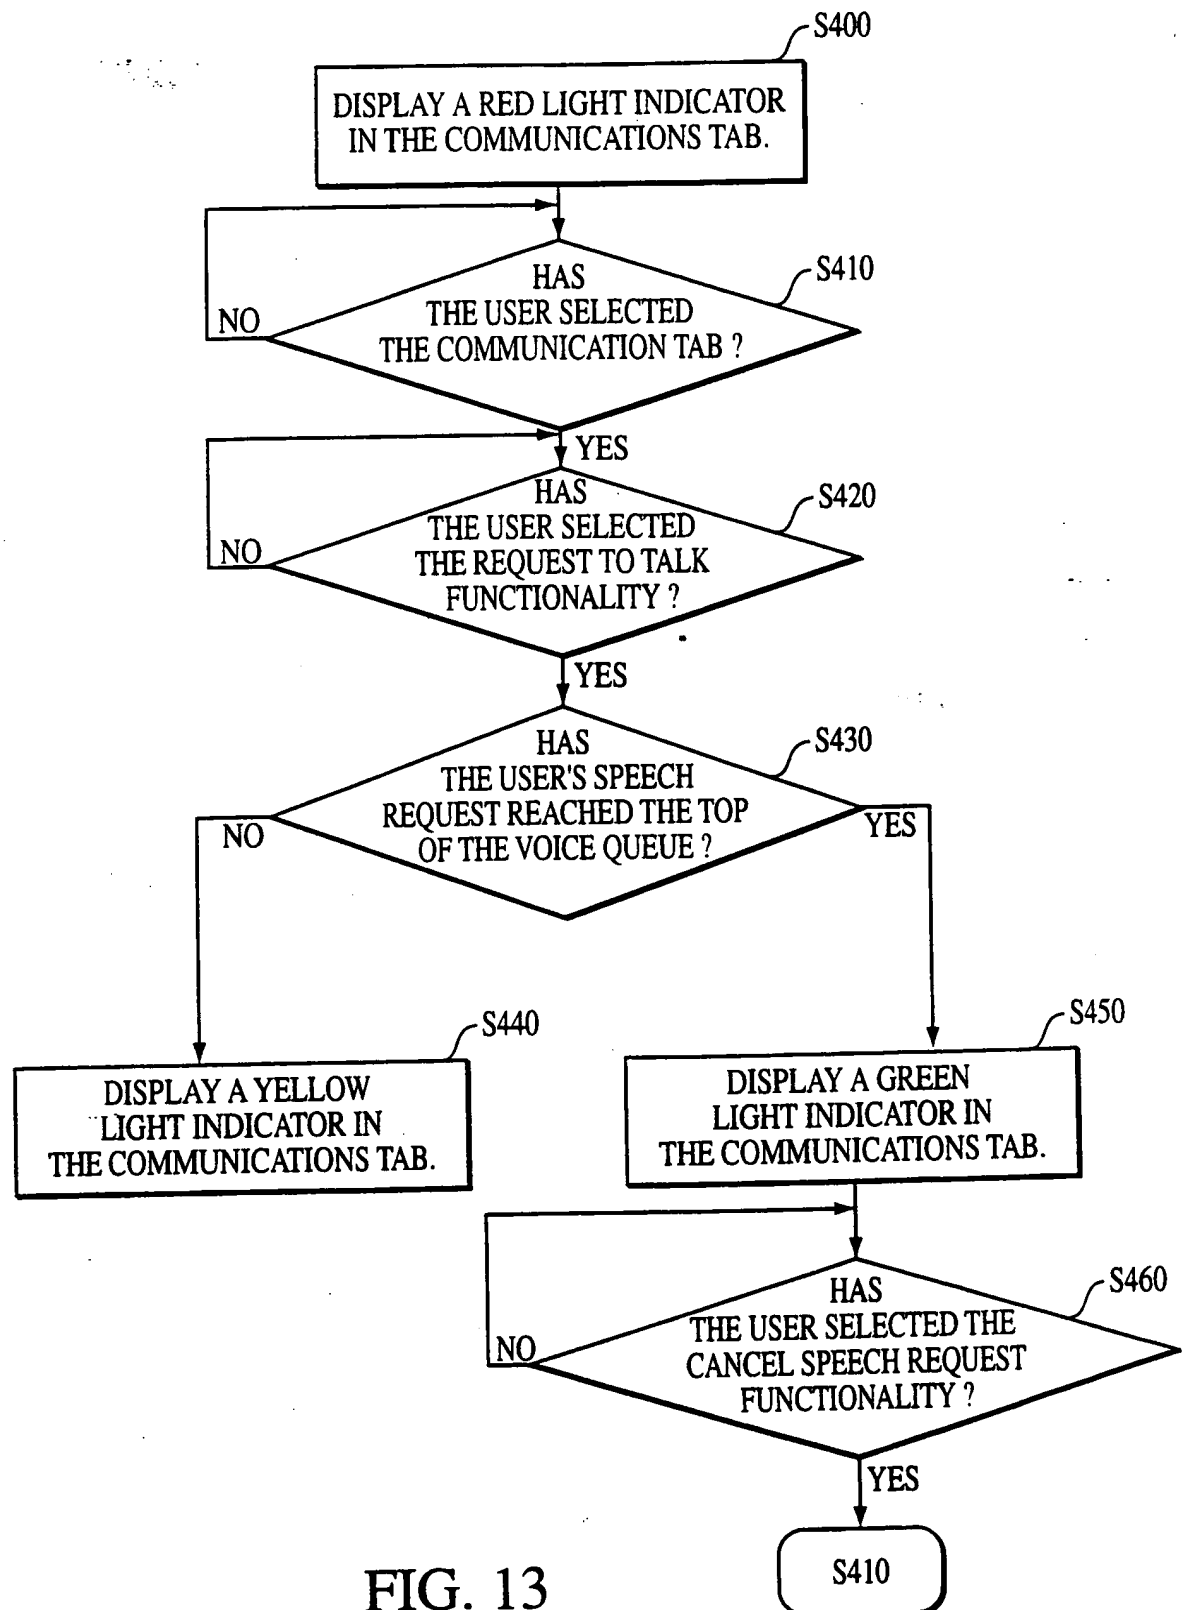 S400
DISPLAY A RED LIGHT INDICATOR
IN THE COMMUNICATIONS TAB.
S410
HAS
THE USER SELECTED
THE COMMUNICATION TAB ?
NO
YES
S420
HAS
THE USER SELECTED
THE REQUEST TO TALK
FUNCTIONALITY ?
NO
YES
S430
HAS
THE USER'S SPEECH
REQUEST REACHED THE TOP
OF THE VOICE QUEUE ?
NO
YES
S440
DISPLAY A YELLOW
LIGHT INDICATOR IN
THE COMMUNICATIONS TAB.
S450
DISPLAY A GREEN
LIGHT INDICATOR IN
THE COMMUNICATIONS TAB.
S460
HAS
THE USER SELECTED THE
CANCEL SPEECH REQUEST
FUNCTIONALITY ?
NO
YES
S410
FIG. 13